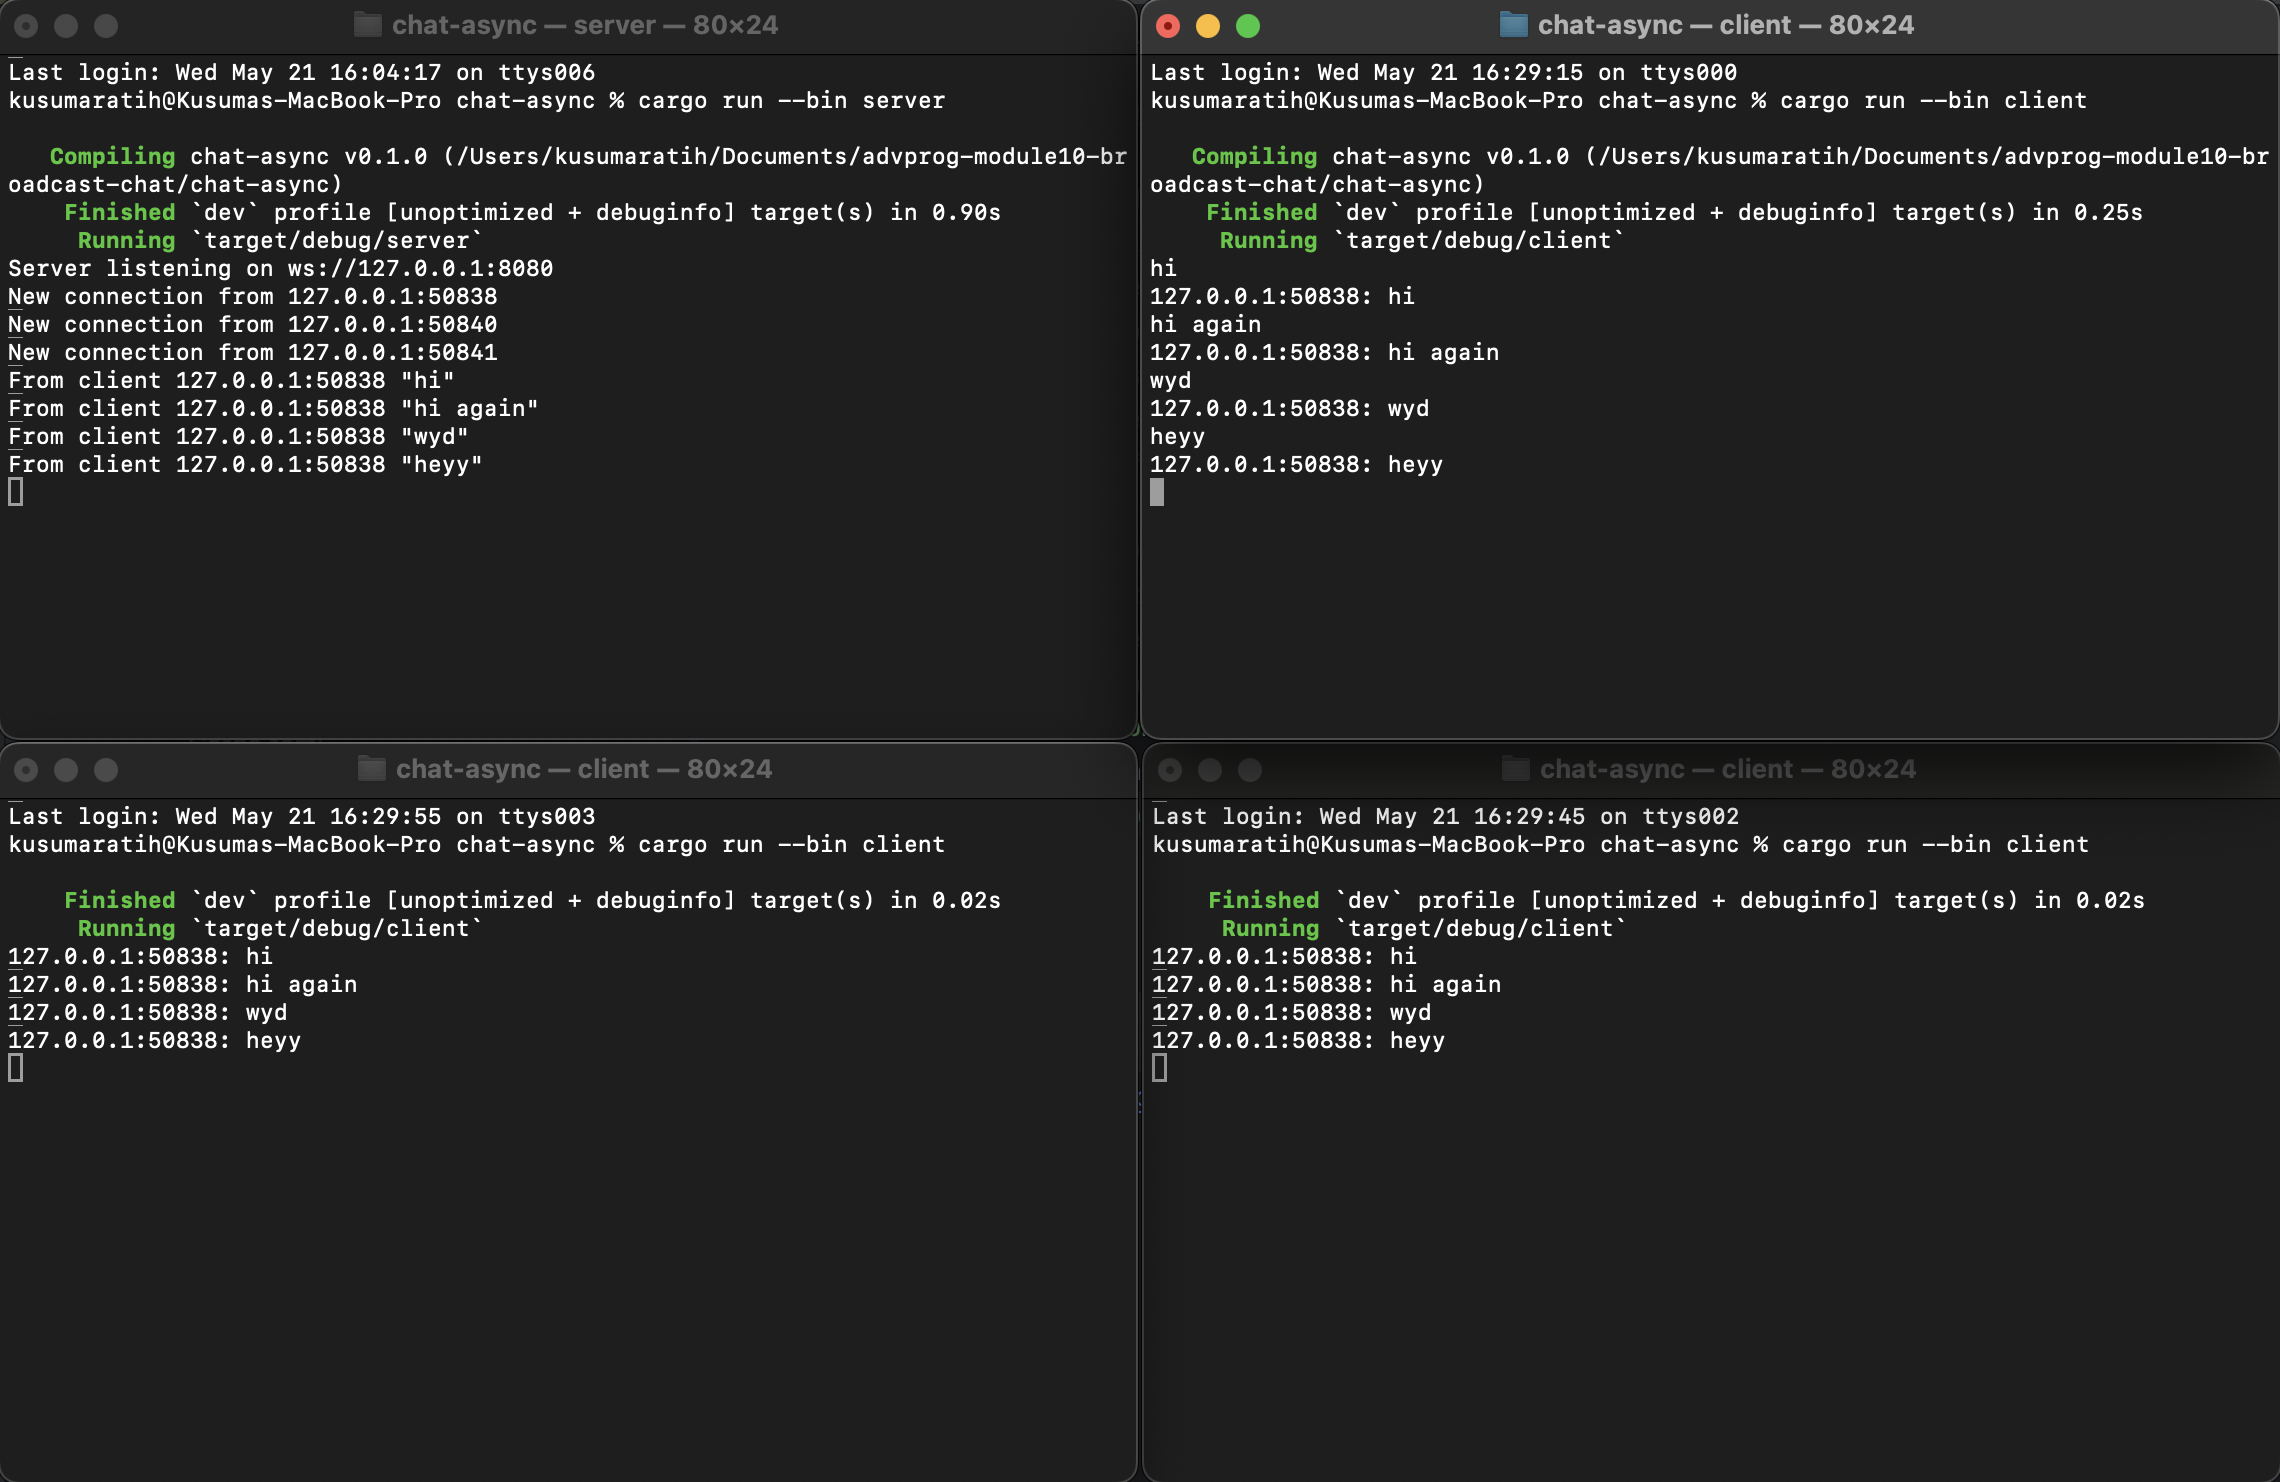 chat-async — server — 80×24
Last login: Wed May 21 16:04:17 on ttys006
kusumaratih@Kusumas-MacBook-Pro chat-async % cargo run --bin server
Compiling chat-async v0.1.0 (/Users/kusumaratih/Documents/advprog-module10-br
oadcast-chat/chat-async)
Finished `dev` profile [unoptimized + debuginfo] target(s) in 0.90s
Running `target/debug/server`
Server listening on ws://127.0.0.1:8080
New connection from 127.0.0.1:50838
New connection from 127.0.0.1:50840
New connection from 127.0.0.1:50841
From client 127.0.0.1:50838 "hi"
From client 127.0.0.1:50838 "hi again"
From client 127.0.0.1:50838 "wyd"
From client 127.0.0.1:50838 "heyy"
chat-async — client — 80×24
Last login: Wed May 21 16:29:15 on ttys000
kusumaratih@Kusumas-MacBook-Pro chat-async % cargo run --bin client
Compiling chat-async v0.1.0 (/Users/kusumaratih/Documents/advprog-module10-br
oadcast-chat/chat-async)
Finished `dev` profile [unoptimized + debuginfo] target(s) in 0.25s
Running `target/debug/client`
hi
127.0.0.1:50838: hi
hi again
127.0.0.1:50838: hi again
wyd
127.0.0.1:50838: wyd
heyy
127.0.0.1:50838: heyy
chat-async — client — 80×24
Last login: Wed May 21 16:29:55 on ttys003
kusumaratih@Kusumas-MacBook-Pro chat-async % cargo run --bin client
Finished `dev` profile [unoptimized + debuginfo] target(s) in 0.02s
Running `target/debug/client`
127.0.0.1:50838: hi
127.0.0.1:50838: hi again
127.0.0.1:50838: wyd
127.0.0.1:50838: heyy
chat-async — client — 80×24
Last login: Wed May 21 16:29:45 on ttys002
kusumaratih@Kusumas-MacBook-Pro chat-async % cargo run --bin client
Finished `dev` profile [unoptimized + debuginfo] target(s) in 0.02s
Running `target/debug/client`
127.0.0.1:50838: hi
127.0.0.1:50838: hi again
127.0.0.1:50838: wyd
127.0.0.1:50838: heyy